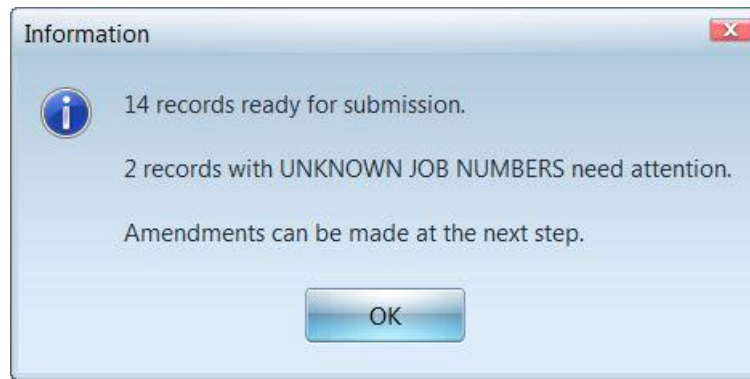 Information
14 records ready for submission.
2 records with UNKNOWN JOB NUMBERS need attention.
Amendments can be made at the next step.
OK